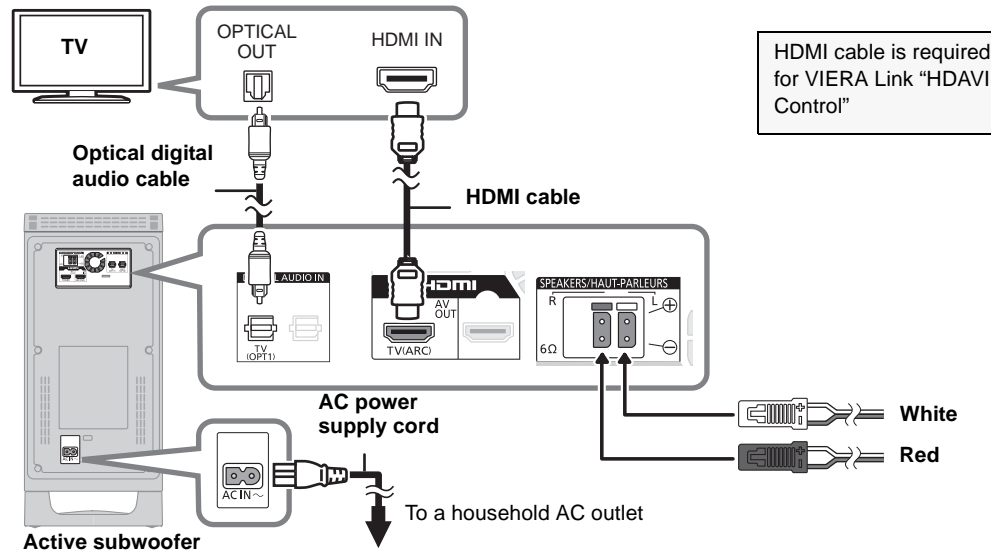 TV
OPTICAL
OUT
HDMI IN
HDMI cable is required
for VIERA Link “HDAVI
Control”
Optical digital
audio cable
HDMI cable
AUDIO IN
HDMI
AV
OUT
TV
(OPT1)
TV(ARC)
SPEAKERS/HAUT-PARLEURS
R
L
+
6Ω
−
AC power
supply cord
White
Red
AC IN ~
AC IN ~
To a household AC outlet
Active subwoofer